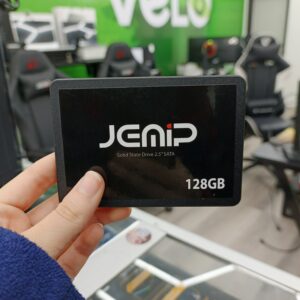 VELO
JEMIP
Solid State Drive 2.5" SATA
128GB